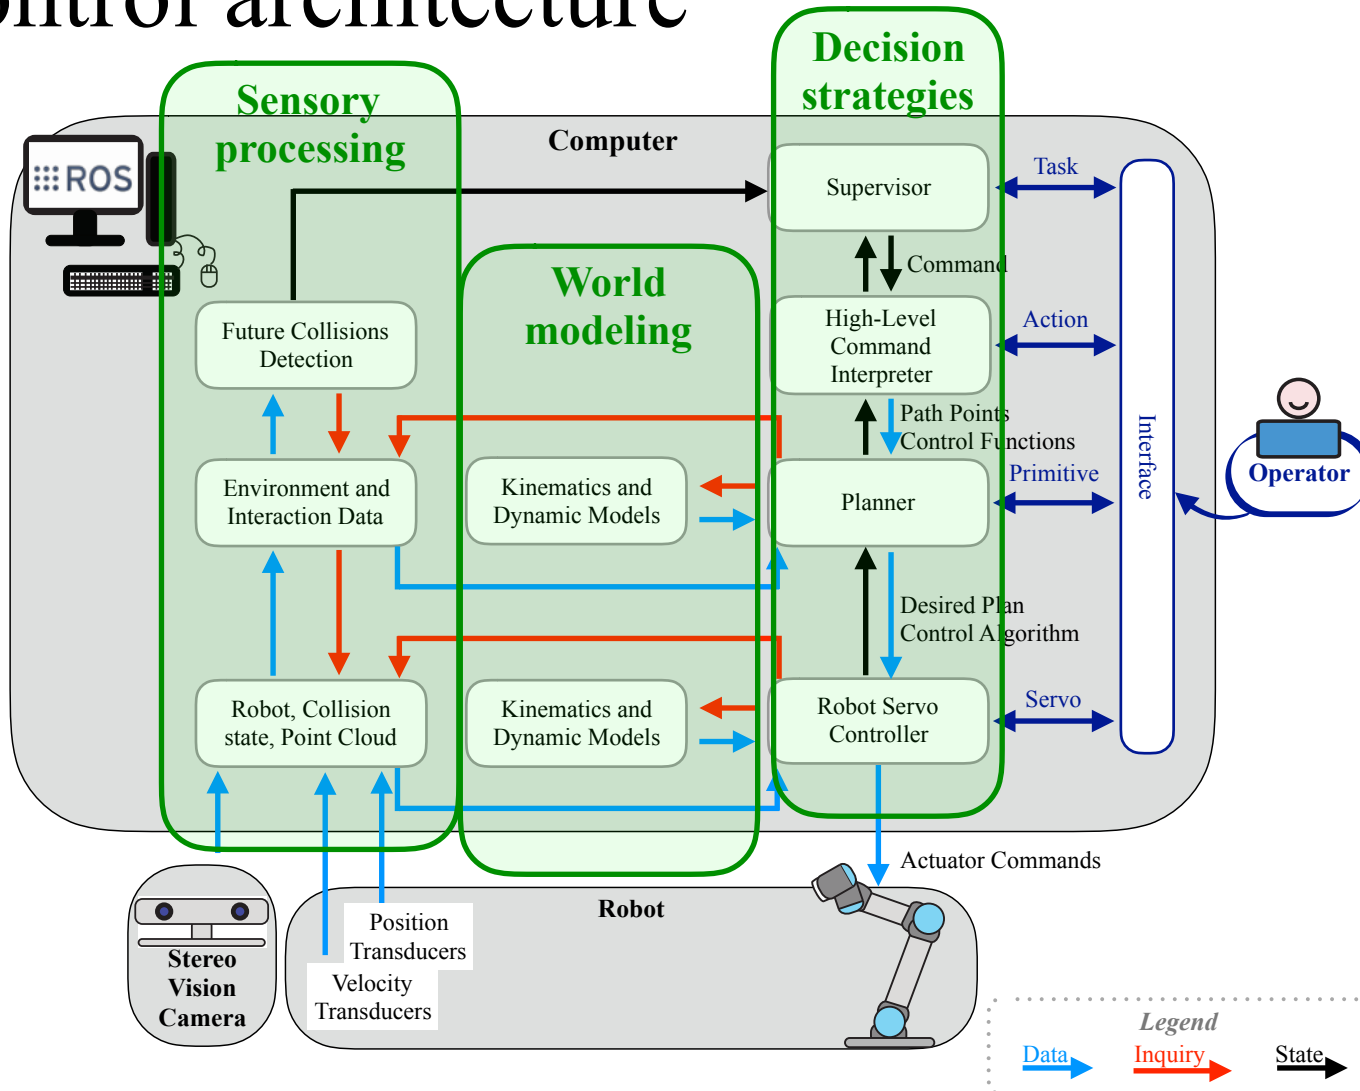 ontrol architecture
Decision
strategies
Sensory
processing
Computer
ROS
Supervisor
Task
Command
World
modeling
Future Collisions
Detection
High-Level
Command
Interpreter
Action
Path Points
Control Functions
Interface
Operator
Environment and
Interaction Data
Kinematics and
Dynamic Models
Planner
Primitive
Desired Plan
Control Algorithm
Robot, Collision
state, Point Cloud
Kinematics and
Dynamic Models
Robot Servo
Controller
Servo
Actuator Commands
Robot
Position
Transducers
Velocity
Transducers
Stereo
Vision
Camera
Legend
Data
Inquiry
State